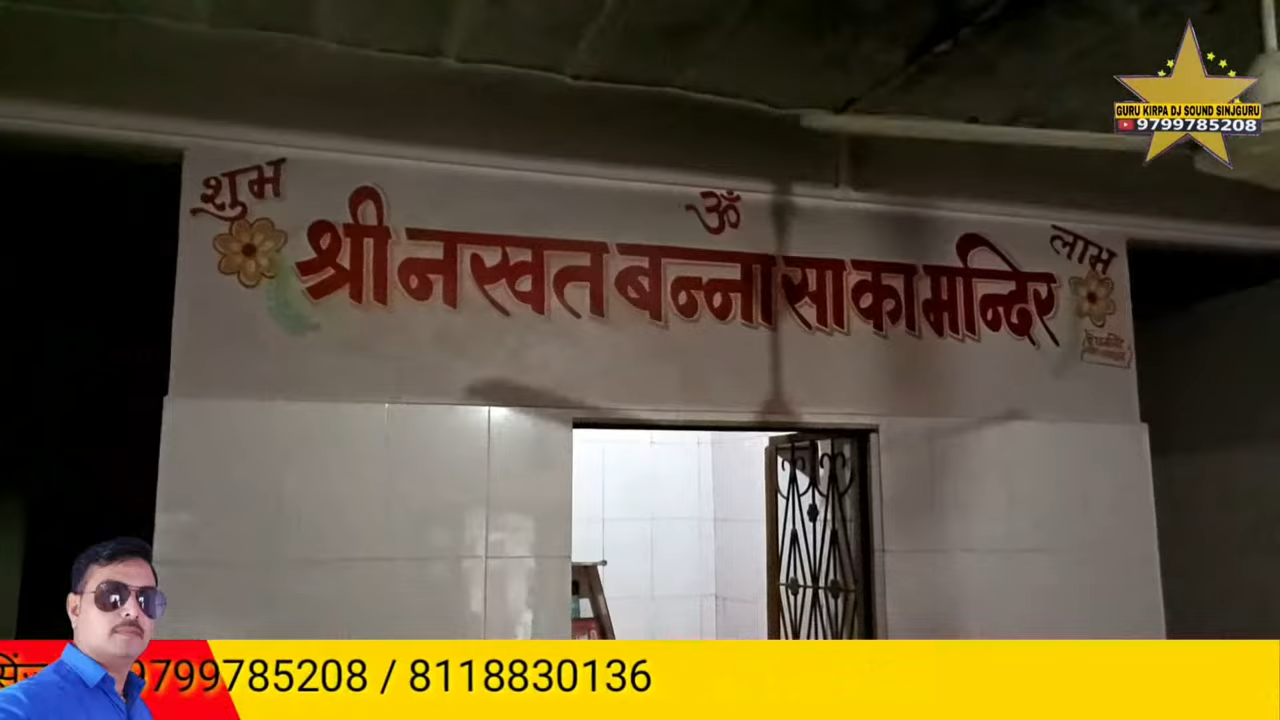 GURU KIRPA DJ SOUND SINJGURU
9799785208
शुभ
ॐ
लाभ
श्री नखत बन्ना सा का मन्दिर
9799785208 / 8118830136